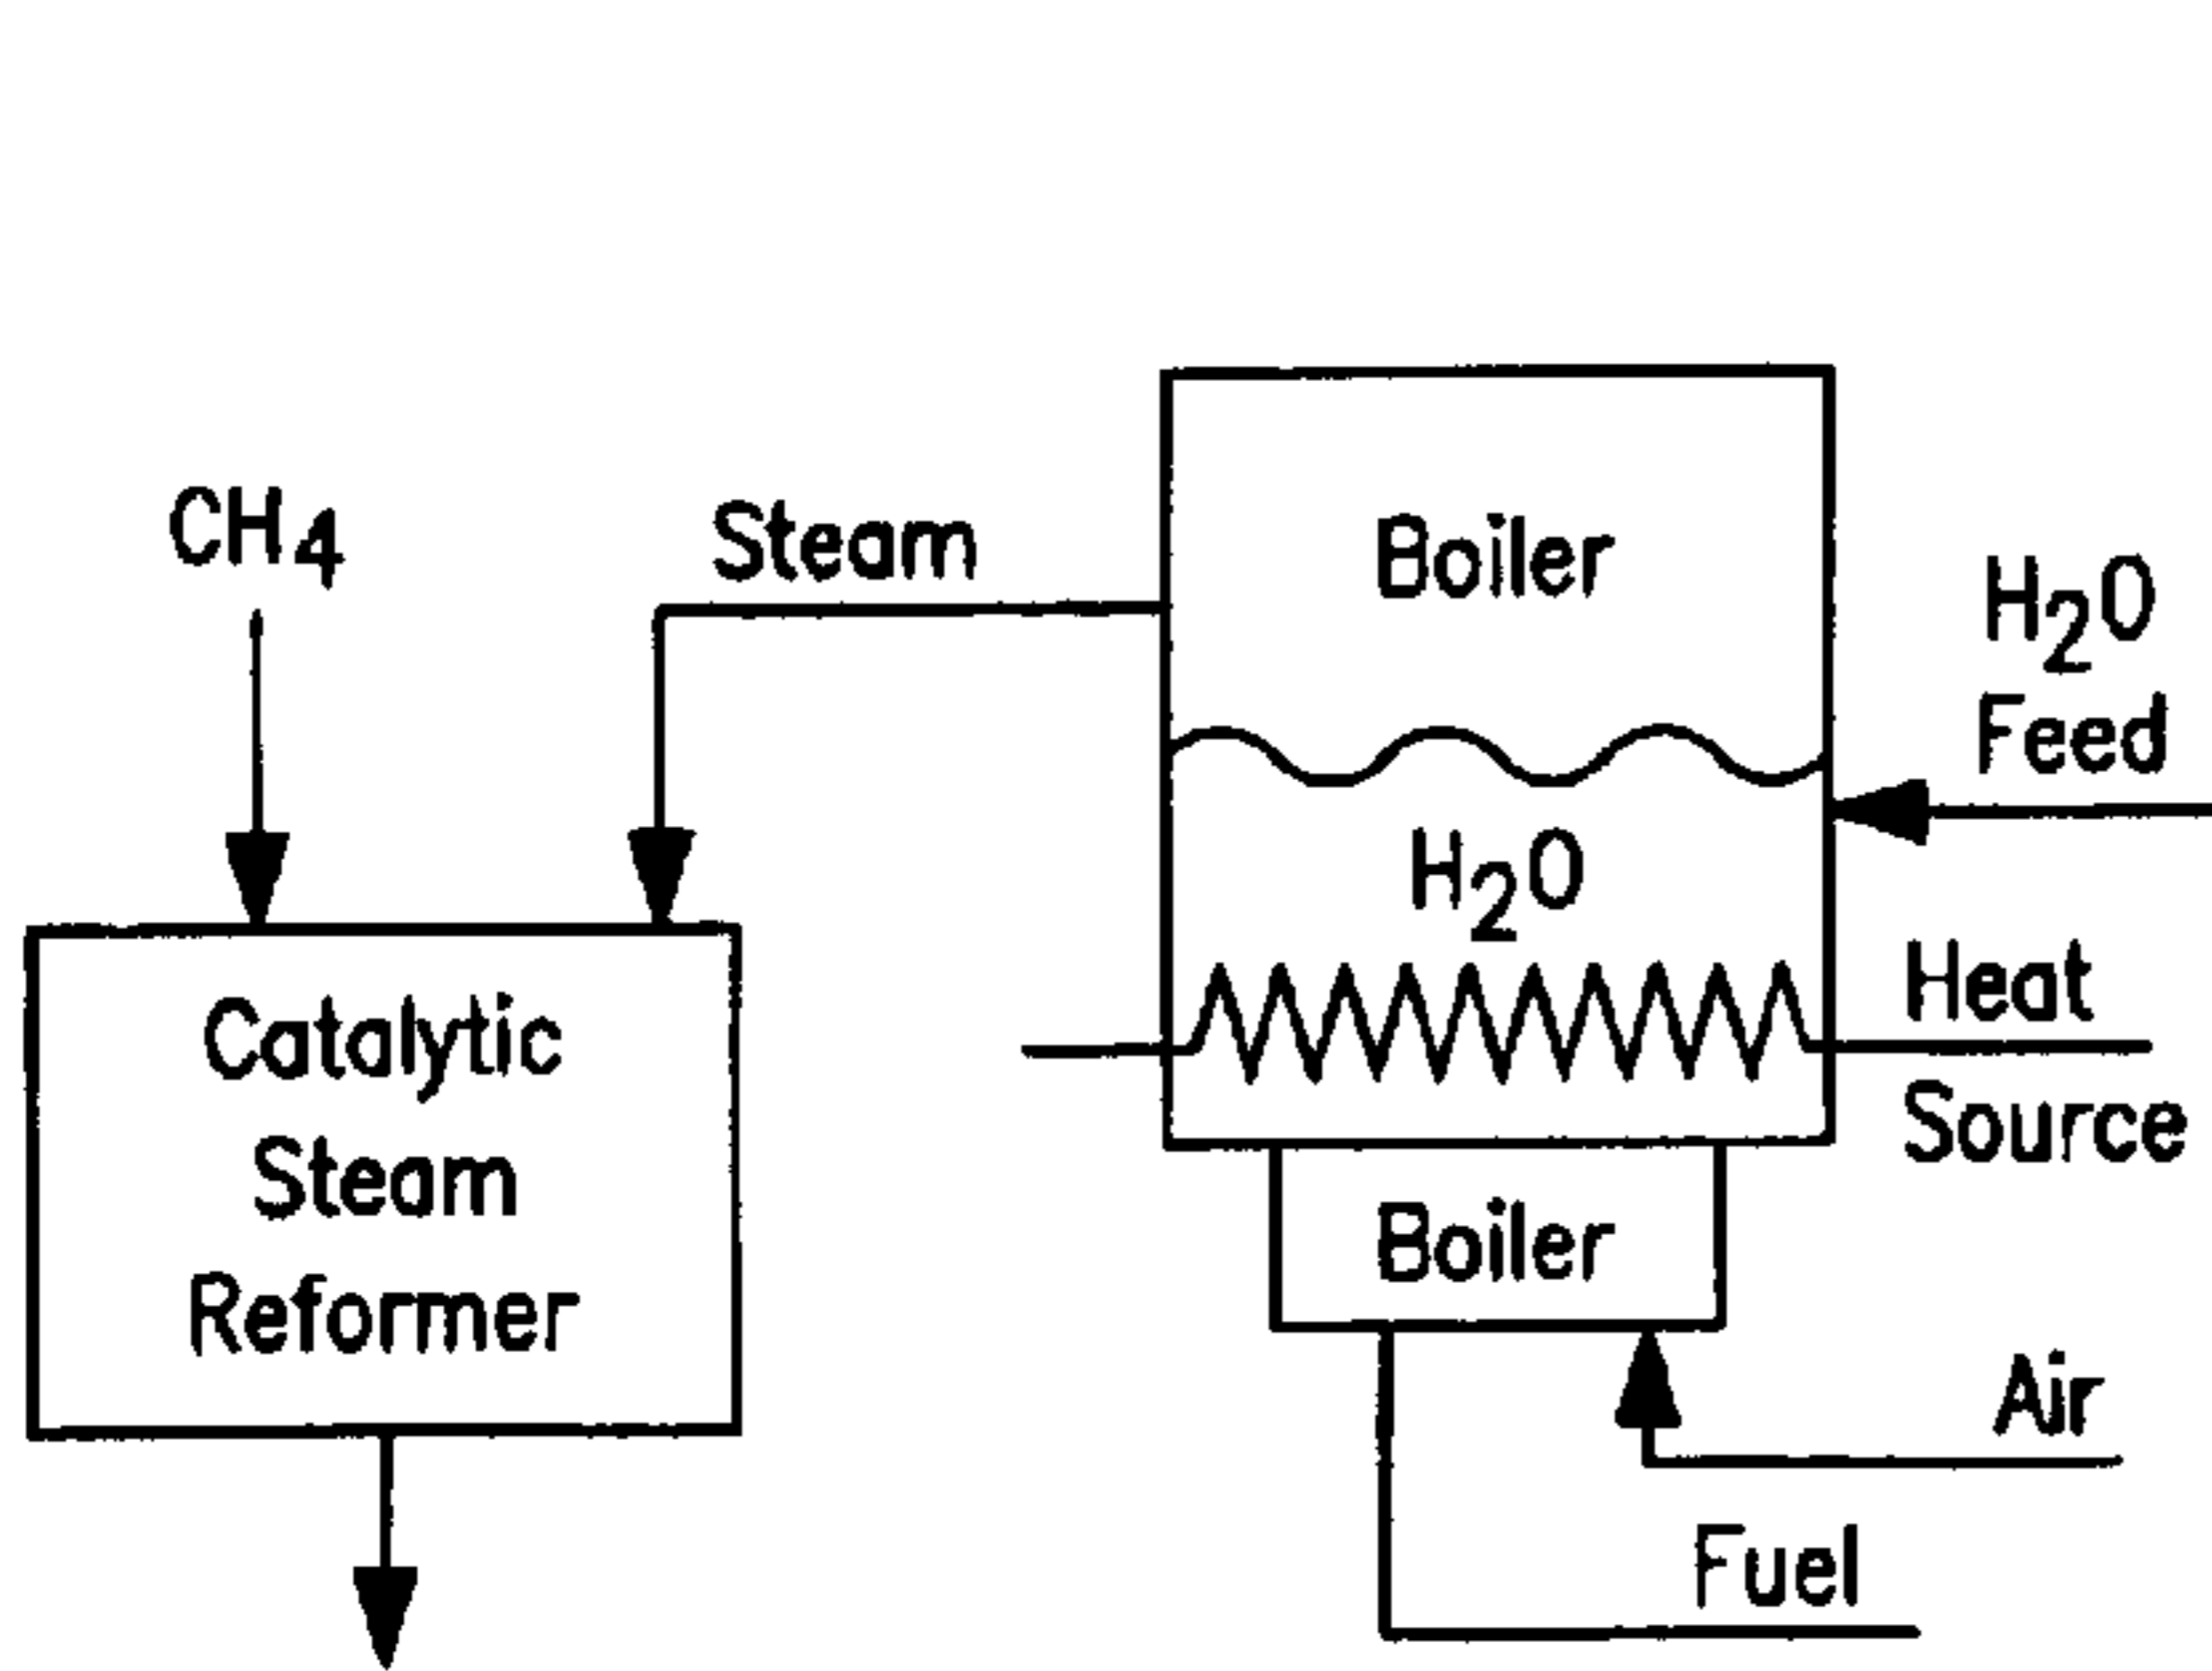 CH4
Steam
Boiler
H2O
Feed
H2O
Heat
Source
Catalytic
Steam
Reformer
Boiler
Air
Fuel